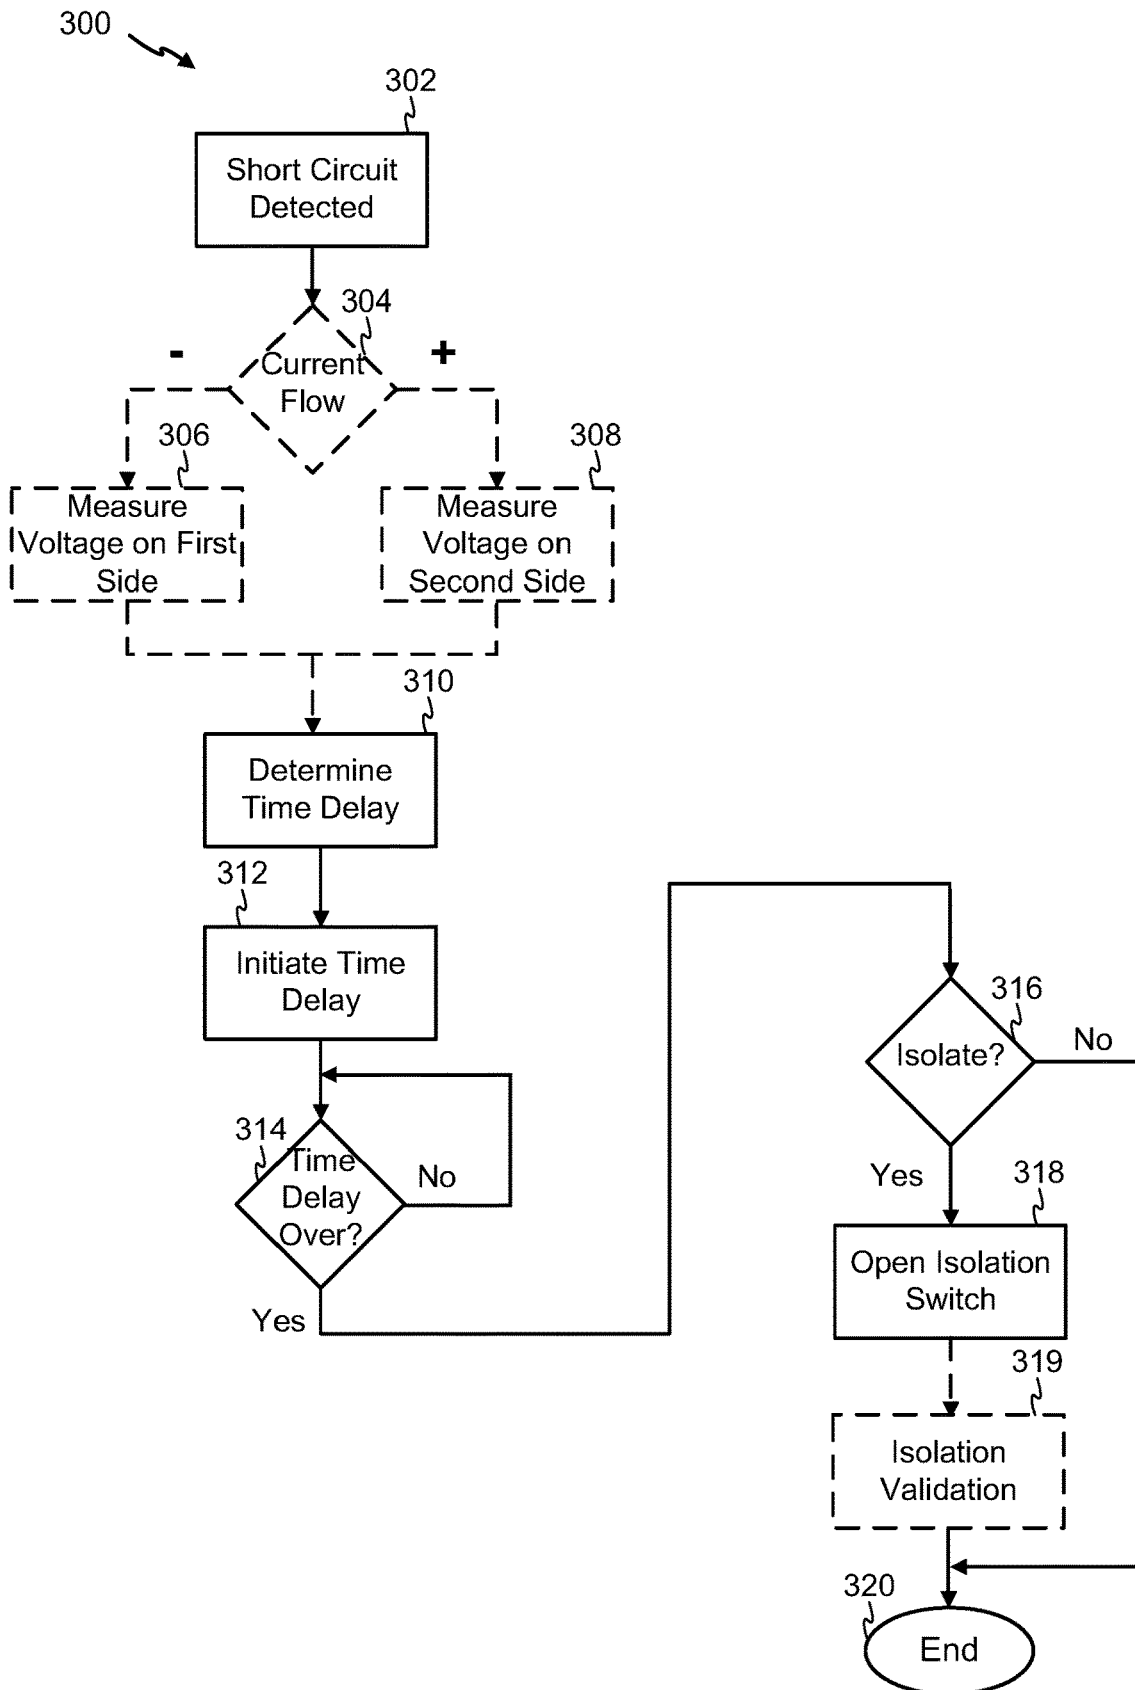 300
302
Short Circuit
Detected
304
-
+
Current
Flow
306
308
Measure
Voltage on First
Side
Measure
Voltage on
Second Side
310
Determine
Time Delay
312
Initiate Time
Delay
314
Time
Delay
Over?
No
Yes
316
Isolate?
No
Yes
318
Open Isolation
Switch
319
Isolation
Validation
320
End